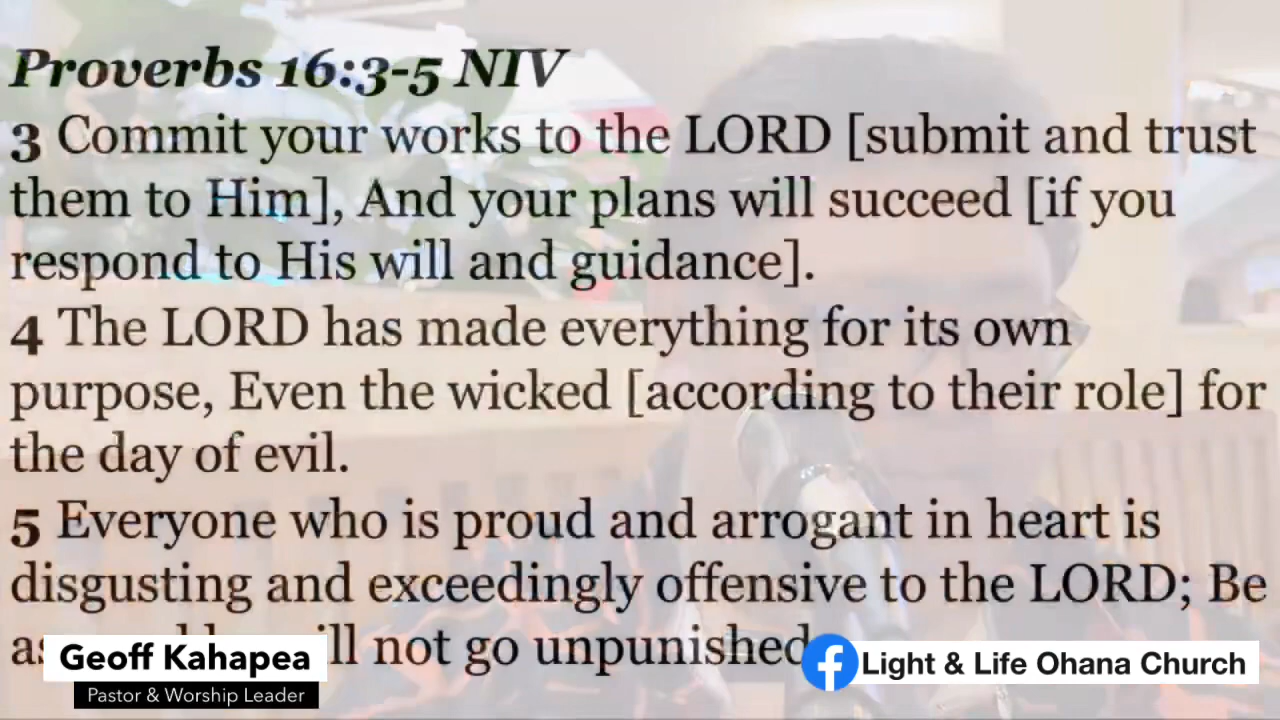 Proverbs 16:3-5 NIV
3 Commit your works to the LORD [submit and trust
them to Him], And your plans will succeed [if you
respond to His will and guidance].
4 The LORD has made everything for its own
purpose, Even the wicked [according to their role] for
the day of evil.
5 Everyone who is proud and arrogant in heart is
disgusting and exceedingly offensive to the LORD; Be
not go unpunished
Geoff Kahapea
Pastor & Worship Leader
Light & Life Ohana Church